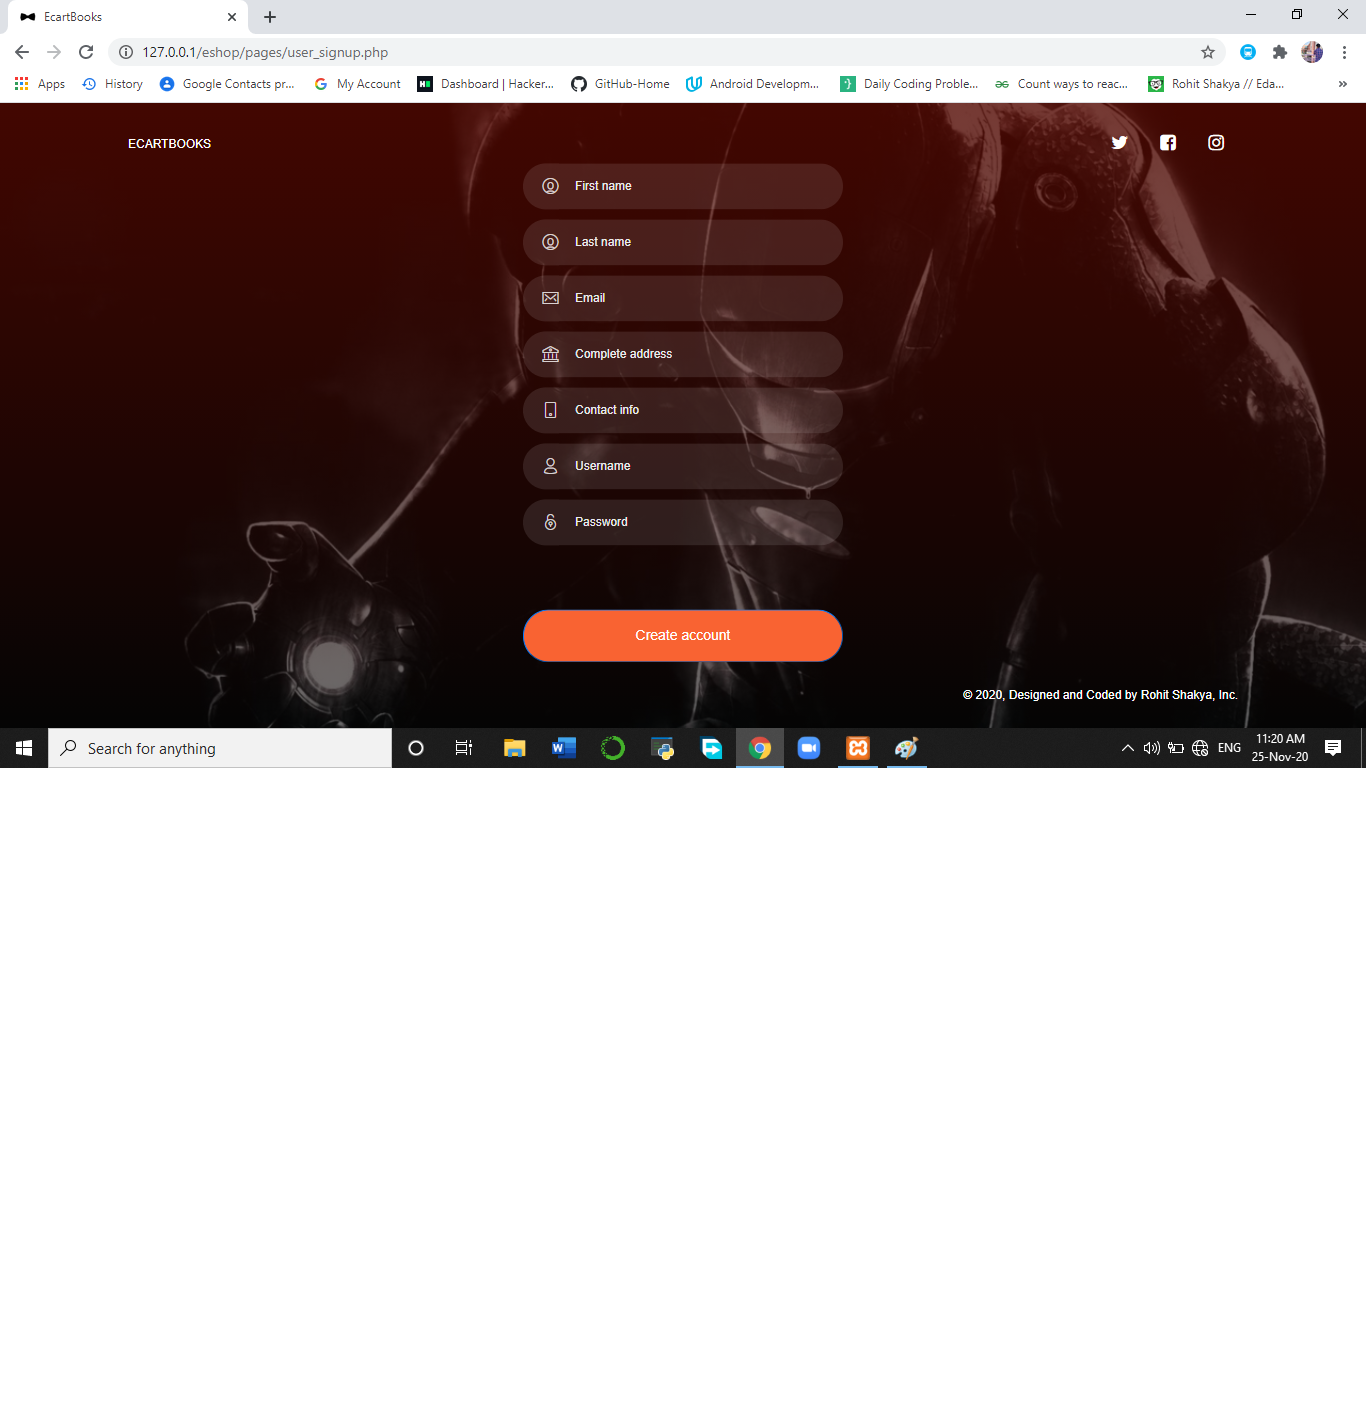 EcartBooks
127.0.0.1/eshop/pages/user_signup.php
Apps History Google Contacts pr... My Account Dashboard | Hacker... GitHub-Home Android Developm... Daily Coding Proble... Count ways to reac... Rohit Shakya // Eda... »
ECARTBOOKS
First name
Last name
Email
Complete address
Contact info
Username
Password
Create account
© 2020, Designed and Coded by Rohit Shakya, Inc.
Search for anything
ENG
11:20 AM
25-Nov-20